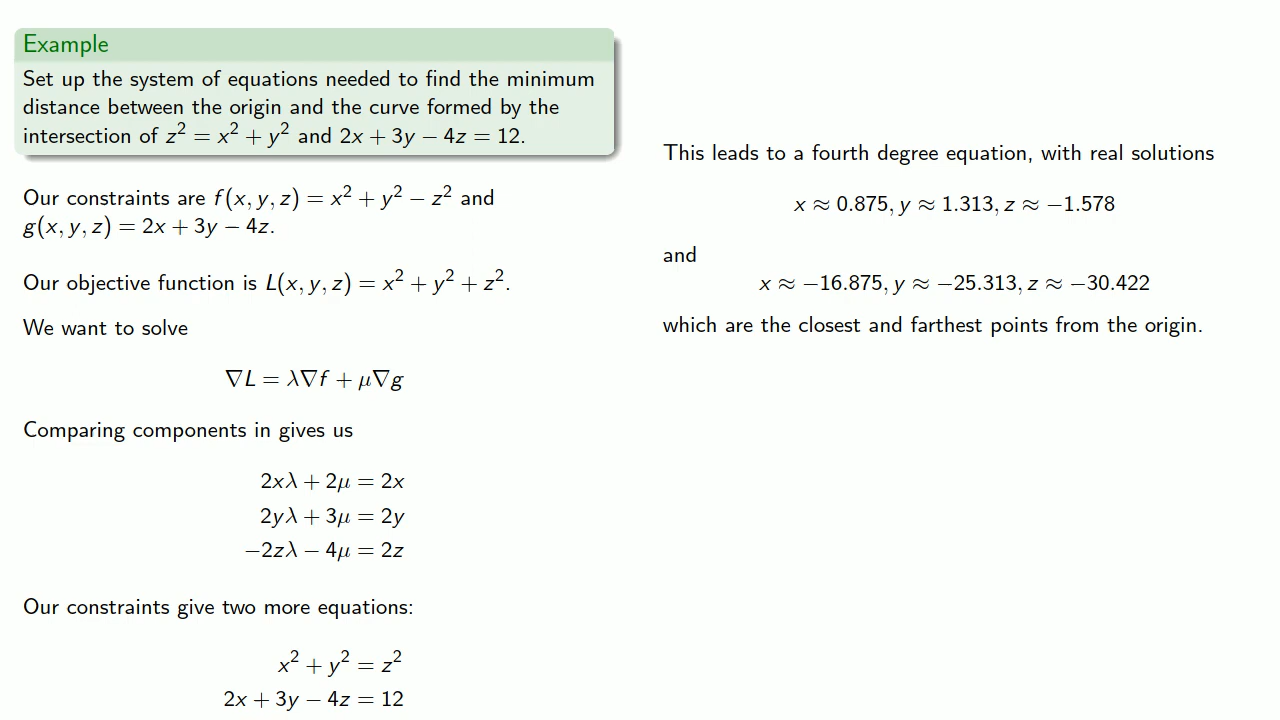 Example
Set up the system of equations needed to find the minimum
distance between the origin and the curve formed by the
intersection of z² = x² + y² and 2x + 3y − 4z = 12.
Our constraints are f(x, y, z) = x² + y² − z² and
g(x, y, z) = 2x + 3y − 4z.
Our objective function is L(x, y, z) = x² + y² + z².
We want to solve
∇L = λ∇f + μ∇g
Comparing components in gives us
2xλ + 2μ = 2x
2yλ + 3μ = 2y
−2zλ − 4μ = 2z
Our constraints give two more equations:
x² + y² = z²
2x + 3y − 4z = 12
This leads to a fourth degree equation, with real solutions
x ≈ 0.875, y ≈ 1.313, z ≈ −1.578
and
x ≈ −16.875, y ≈ −25.313, z ≈ −30.422
which are the closest and farthest points from the origin.